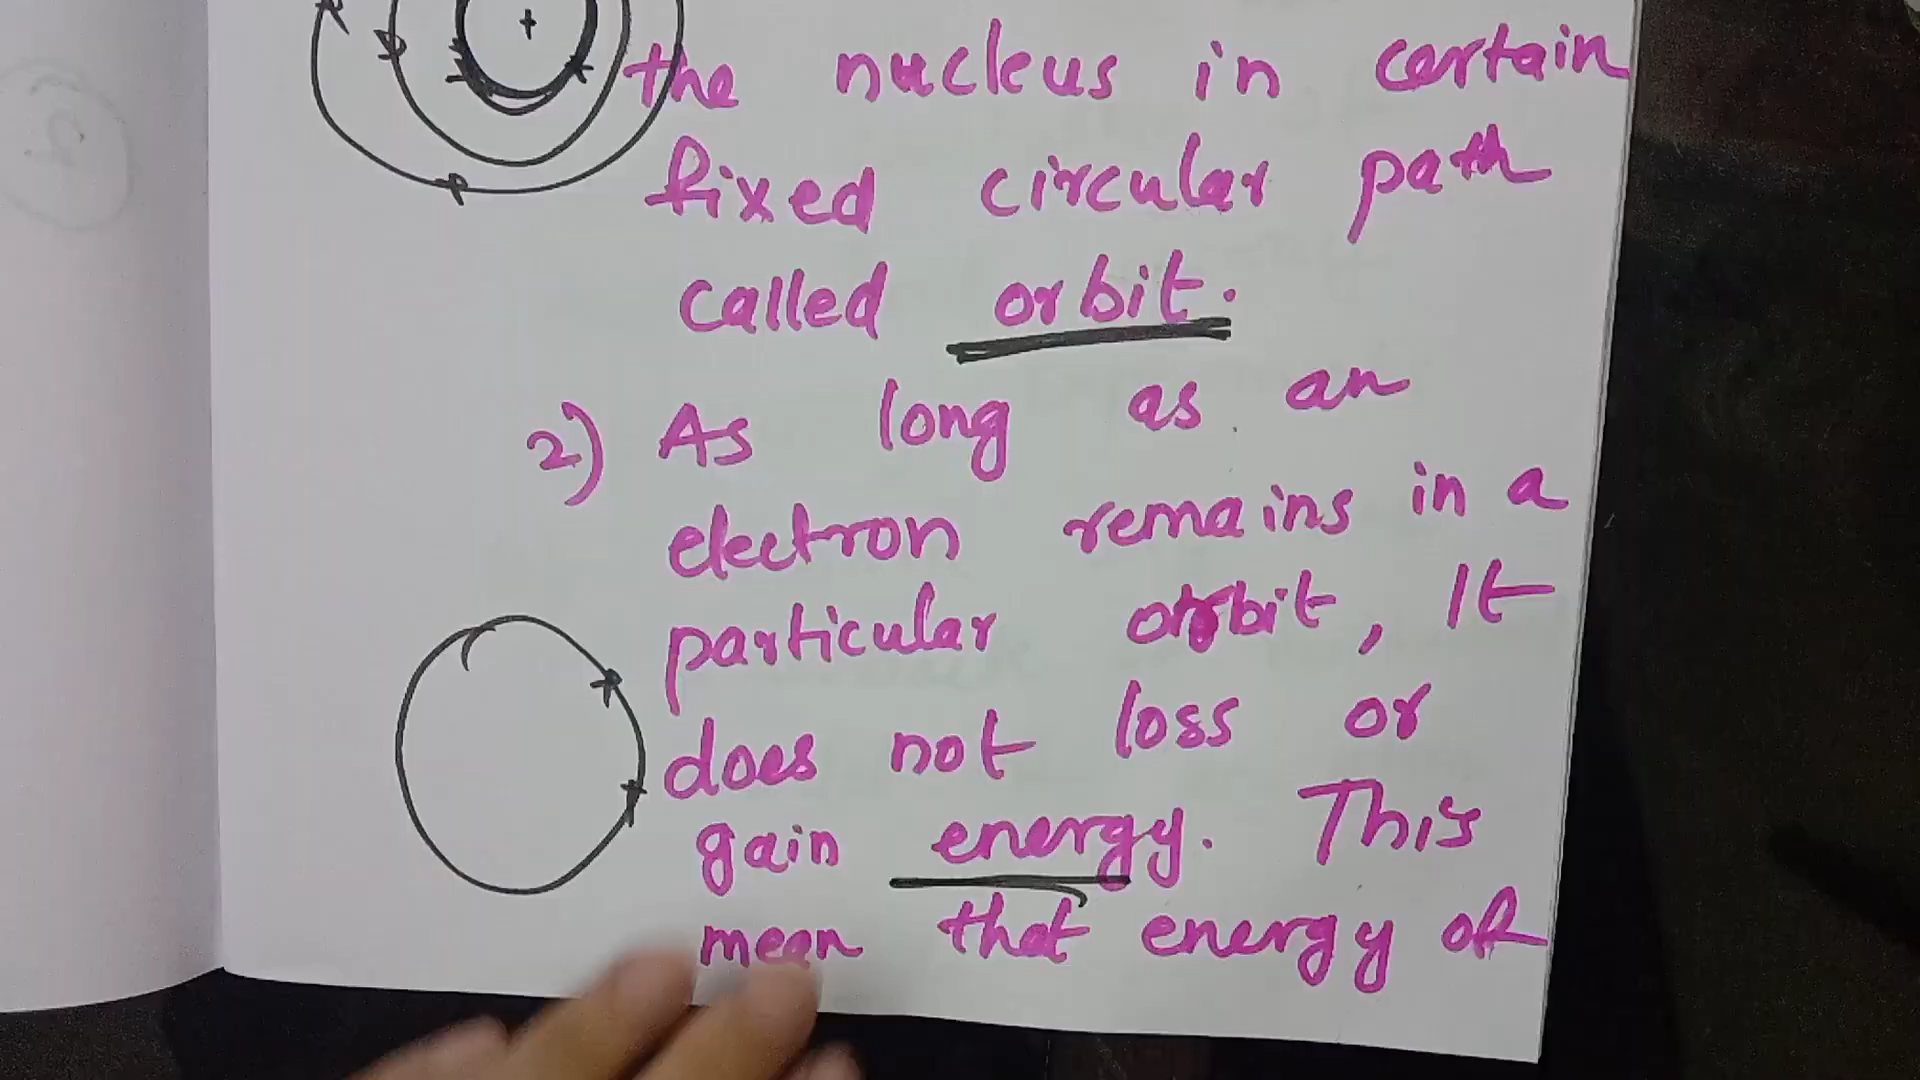 the nucleus in certain
fixed circular path
called orbit.
2) As long as an
electron remains in a
particular orbit, It
does not loss or
gain energy. This
mean that energy of